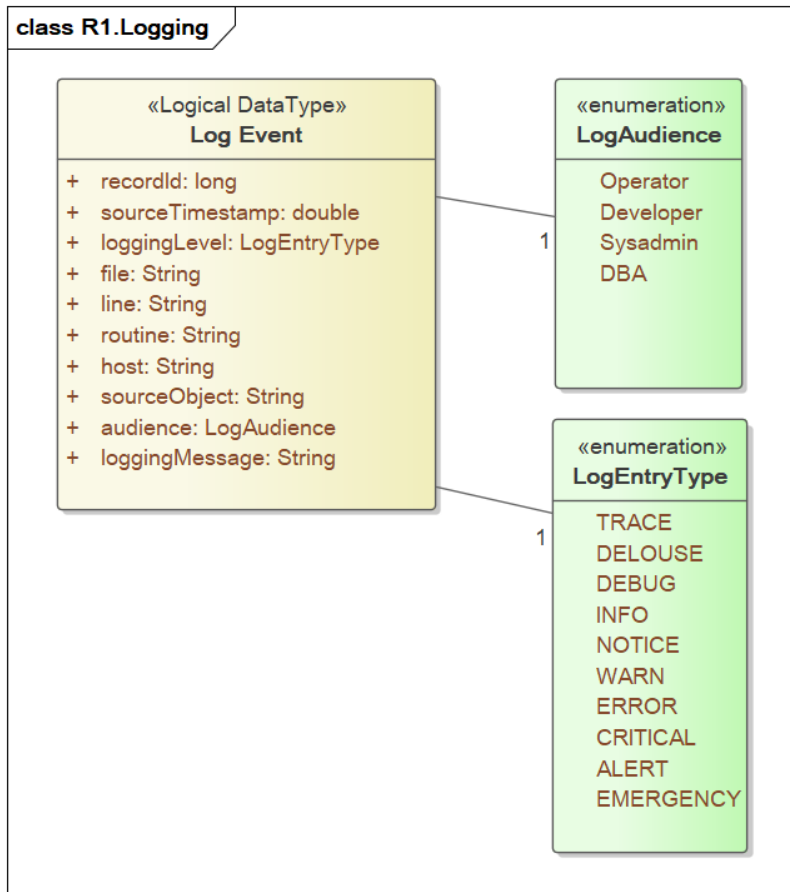 class R1.Logging
«Logical DataType»
Log Event
+ recordId: long
+ sourceTimestamp: double
+ loggingLevel: LogEntryType
+ file: String
+ line: String
+ routine: String
+ host: String
+ sourceObject: String
+ audience: LogAudience
+ loggingMessage: String
«enumeration»
LogAudience
Operator
Developer
Sysadmin
DBA
1
«enumeration»
LogEntryType
TRACE
DELOUSE
DEBUG
INFO
NOTICE
WARN
ERROR
CRITICAL
ALERT
EMERGENCY
1